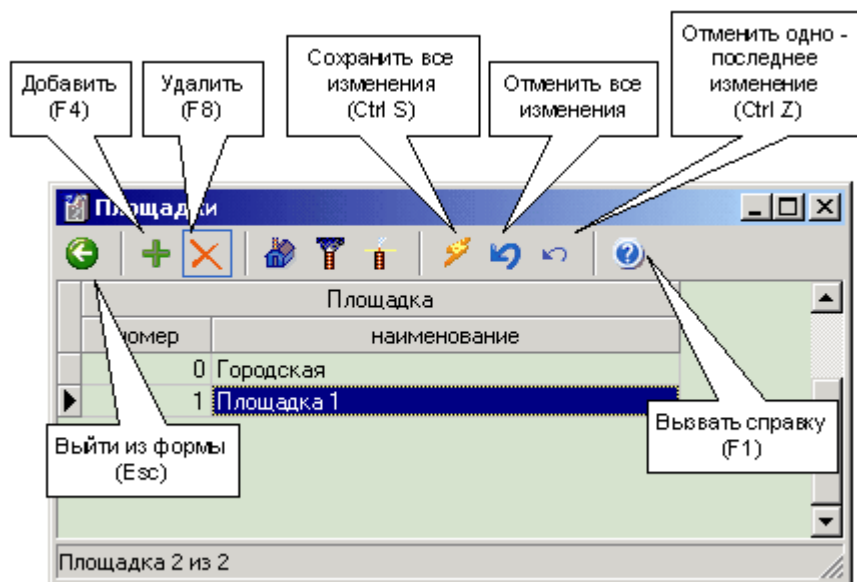 Добавить
(F4)
Удалить
(F8)
Сохранить все
изменения
(Ctrl S)
Отменить все
изменения
Отменить одно -
последнее
изменение
(Ctrl Z)
Площадки
Площадка
номер
наименование
0 Городская
1 Площадка 1
Выйти из формы
(Esc)
Вызвать справку
(F1)
Площадка 2 из 2